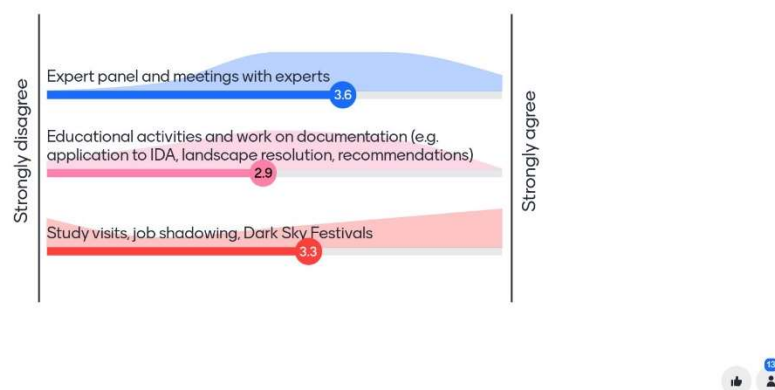 Strongly disagree
Expert panel and meetings with experts
3.6
Educational activities and work on documentation (e.g.
application to IDA, landscape resolution, recommendations)
2.9
Study visits, job shadowing, Dark Sky Festivals
3.3
Strongly agree